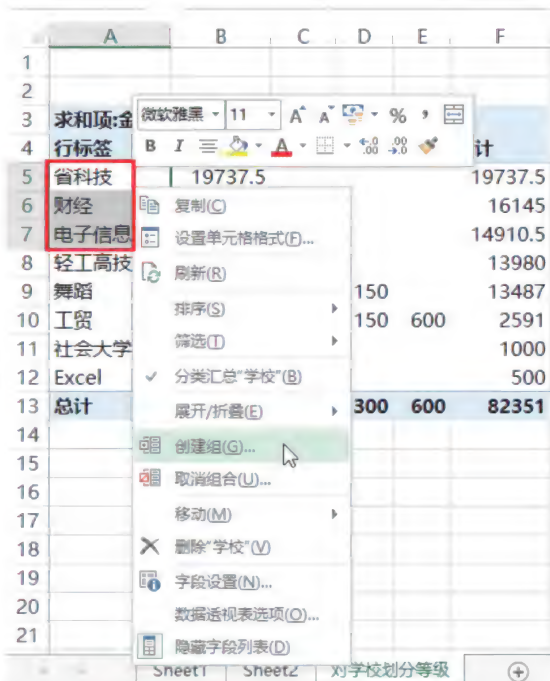 A B C D E F
1
2
3 求和项:金 微软雅黑 11 A A %
4 行标签 B I A .00 .00 计
5 省科技 19737.5 19737.5
6 财经 复制(C) 16145
7 电子信息 设置单元格格式(F)... 14910.5
8 轻工高技 刷新(R) 13980
9 舞蹈 排序(S) 150 13487
10 工贸 筛选(T) 150 600 2591
11 社会大学 1000
12 Excel 分类汇总"学校"(B) 500
13 总计 展开/折叠(E) 300 600 82351
14 创建组(G)...
15
16 取消组合(U)...
17 移动(M)
18 删除"学校"(V)
19 字段设置(N)...
20 数据透视表选项(O)...
21 隐藏字段列表(D)
Sheet1 Sheet2 对学校划分等级